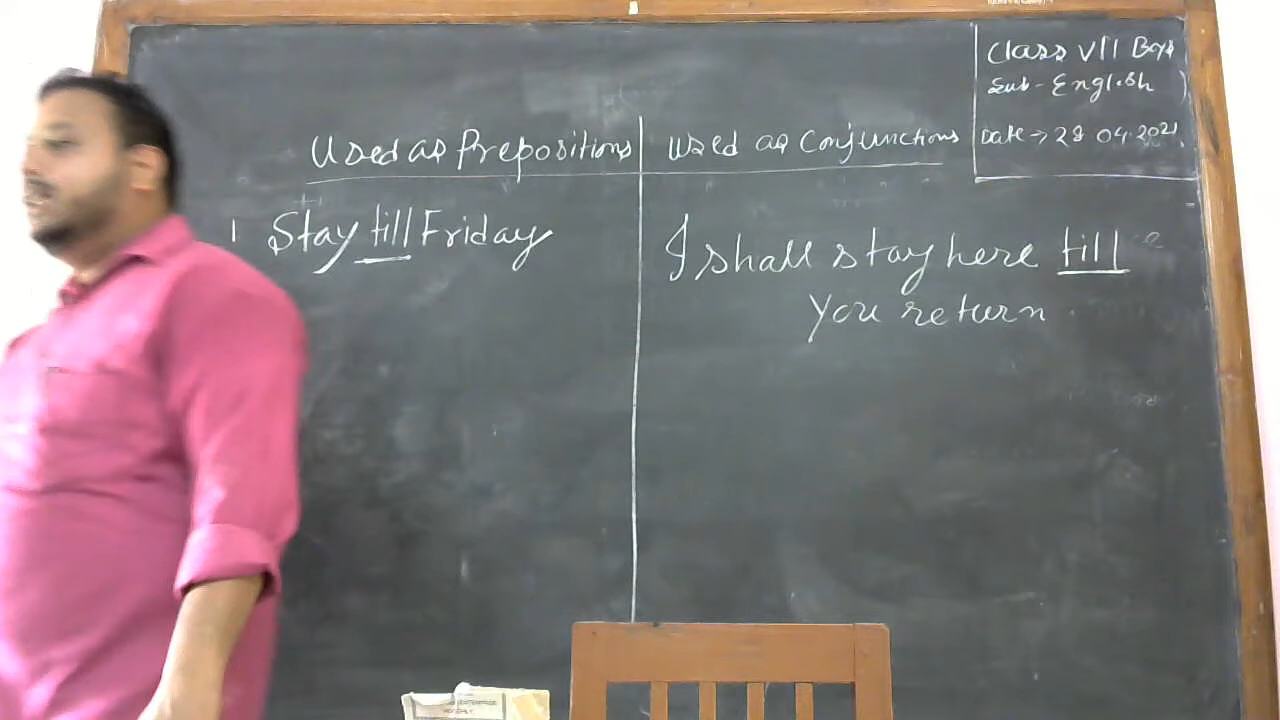 Class VII Boys
Sub - English
Date → 28 04.2021
Used as Prepositions
Used as Conjunctions
1 Stay till Friday
I shall stay here till
you return.